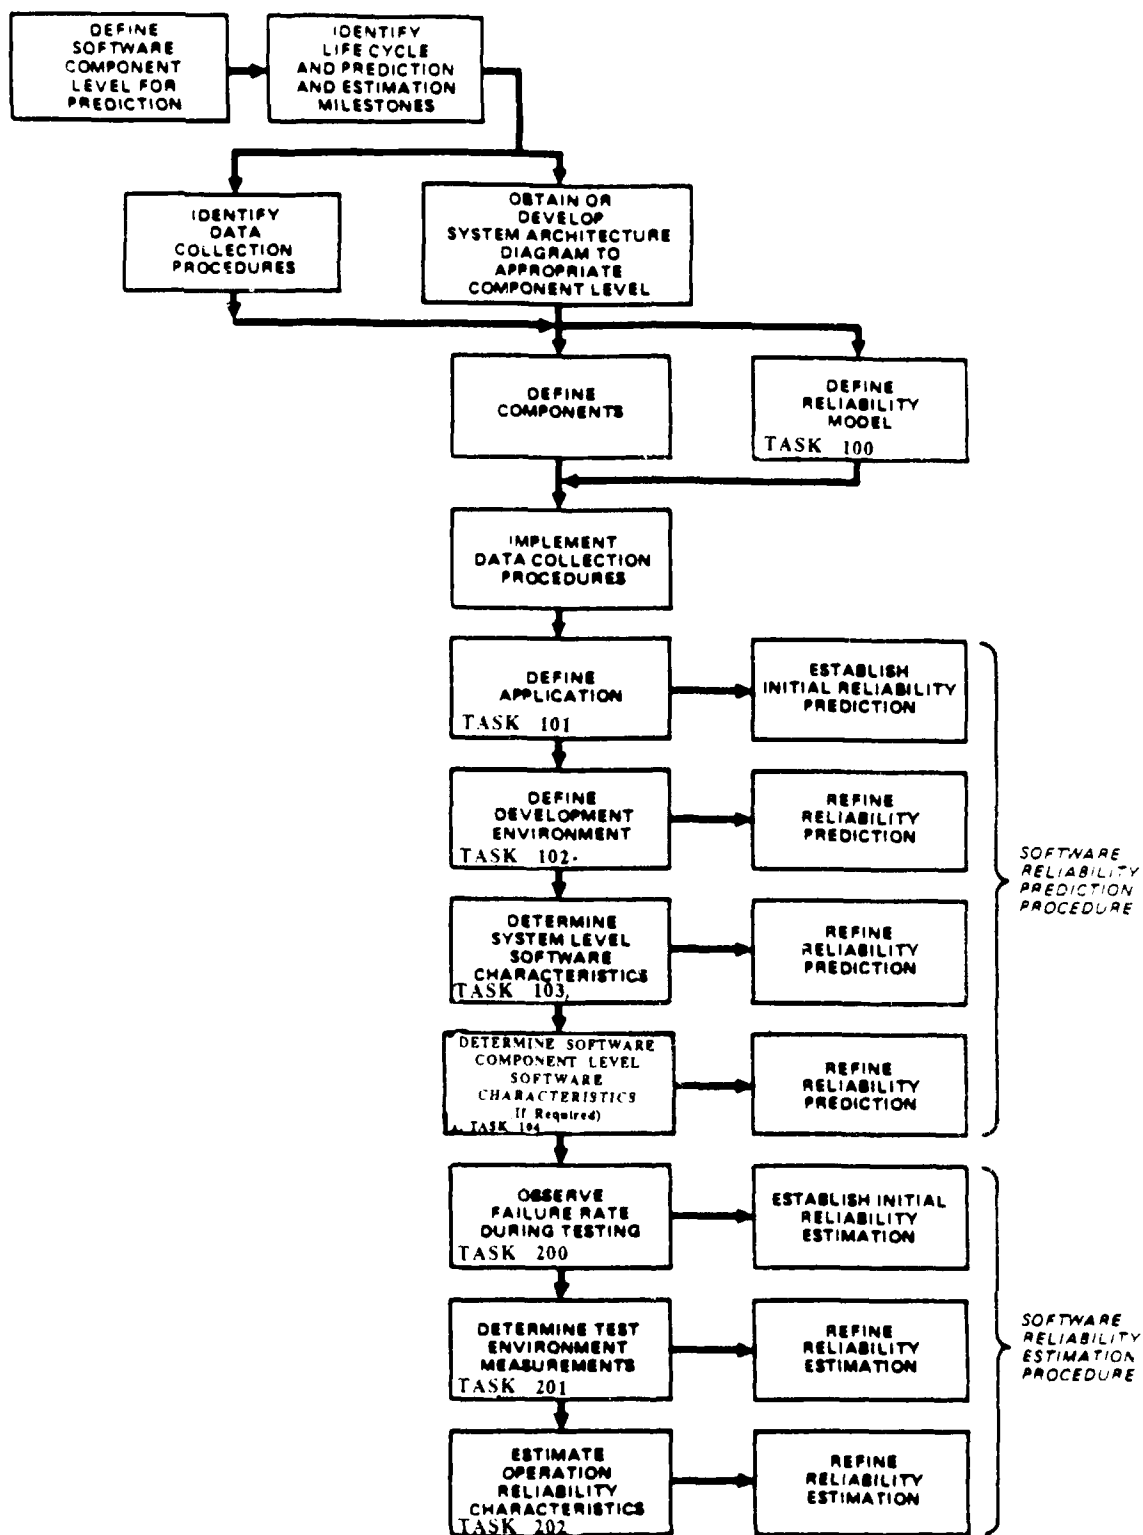 DEFINE
SOFTWARE
COMPONENT
LEVEL FOR
PREDICTION
IDENTIFY
LIFE CYCLE
AND PREDICTION
AND ESTIMATION
MILESTONES
IDENTIFY
DATA
COLLECTION
PROCEDURES
OBTAIN OR
DEVELOP
SYSTEM ARCHITECTURE
DIAGRAM TO
APPROPRIATE
COMPONENT LEVEL
DEFINE
COMPONENTS
DEFINE
RELIABILITY
MODEL
TASK 100
IMPLEMENT
DATA COLLECTION
PROCEDURES
DEFINE
APPLICATION
TASK 101
ESTABLISH
INITIAL RELIABILITY
PREDICTION
DEFINE
DEVELOPMENT
ENVIRONMENT
TASK 102
REFINE
RELIABILITY
PREDICTION
DETERMINE
SYSTEM LEVEL
SOFTWARE
CHARACTERISTICS
TASK 103
REFINE
RELIABILITY
PREDICTION
DETERMINE SOFTWARE
COMPONENT LEVEL
SOFTWARE
CHARACTERISTICS
If Required)
TASK 104
REFINE
RELIABILITY
PREDICTION
SOFTWARE
RELIABILITY
PREDICTION
PROCEDURE
OBSERVE
FAILURE RATE
DURING TESTING
TASK 200
ESTABLISH INITIAL
RELIABILITY
ESTIMATION
DETERMINE TEST
ENVIRONMENT
MEASUREMENTS
TASK 201
REFINE
RELIABILITY
ESTIMATION
ESTIMATE
OPERATION
RELIABILITY
CHARACTERISTICS
TASK 202
REFINE
RELIABILITY
ESTIMATION
SOFTWARE
RELIABILITY
ESTIMATION
PROCEDURE